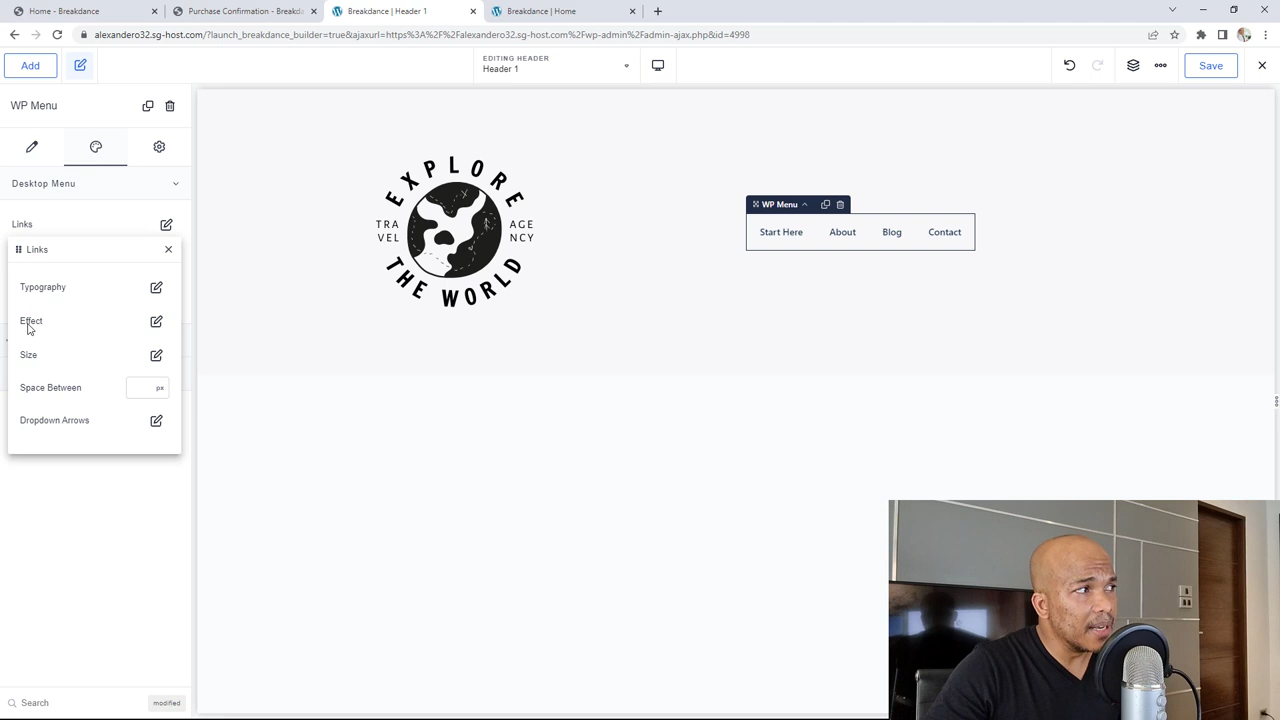 Home - Breakdance
Purchase Confirmation - Breakda
Breakdance | Header 1
Breakdance | Home
alexandero32.sg-host.com/?launch_breakdance_builder=true&ajaxurl=https%3A%2F%2Falexandero32.sg-host.com%2Fwp-admin%2Fadmin-ajax.php&id=4998
Add
EDITING HEADER
Header 1
Save
WP Menu
Desktop Menu
Links
Links
Typography
Effect
Size
Space Between
px
Dropdown Arrows
Search
modified
EXPLORE
TRA
VEL
AGE
NCY
THE WORLD
WP Menu
Start Here
About
Blog
Contact